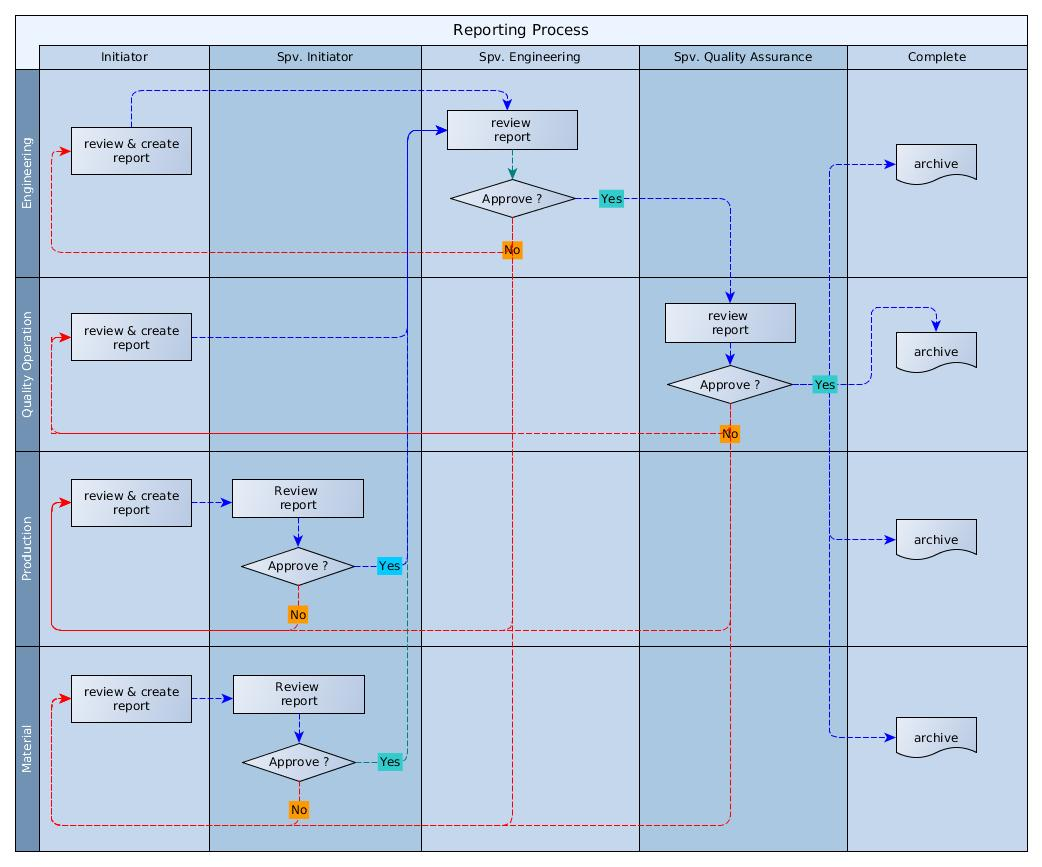 Reporting Process
Initiator
Spv. Initiator
Spv. Engineering
Spv. Quality Assurance
Complete
Engineering
review & create
report
review
report
Approve ?
Yes
No
archive
Quality Operation
review & create
report
review
report
Approve ?
Yes
No
archive
Production
review & create
report
Review
report
Approve ?
Yes
No
archive
Material
review & create
report
Review
report
Approve ?
Yes
No
archive